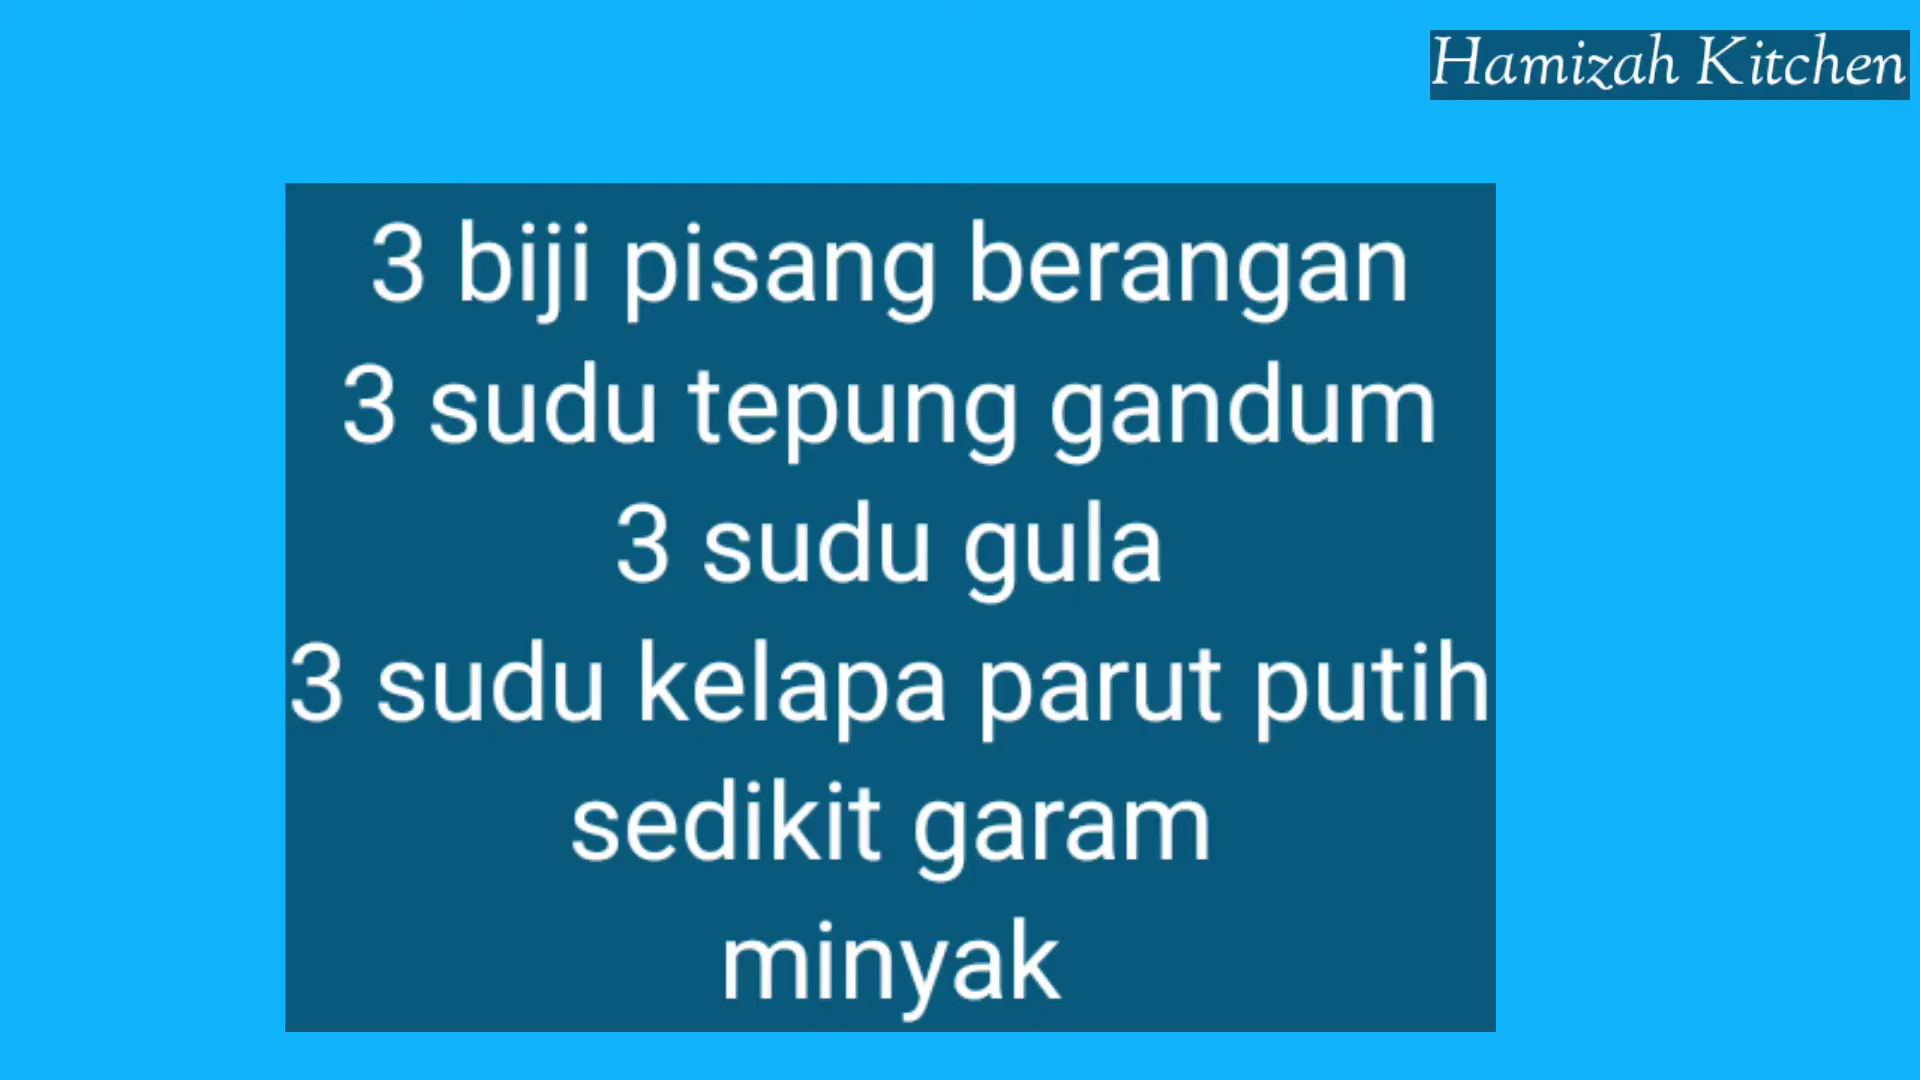 Hamizah Kitchen
3 biji pisang berangan
3 sudu tepung gandum
3 sudu gula
3 sudu kelapa parut putih
sedikit garam
minyak